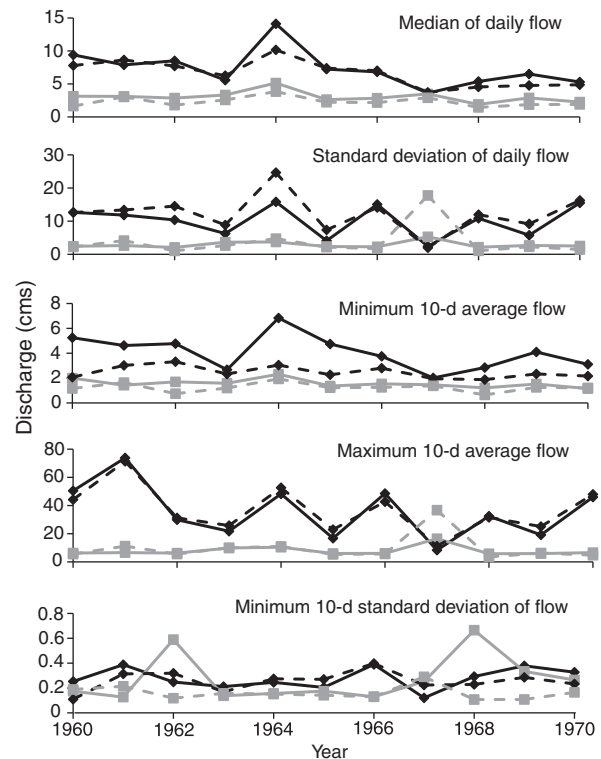 Median of daily flow
15
10
5
0
Standard deviation of daily flow
30
20
10
0
Minimum 10-d average flow
8
6
4
2
0
Discharge (cms)
Maximum 10-d average flow
80
60
40
20
0
Minimum 10-d standard deviation of flow
0.8
0.6
0.4
0.2
0
1960 1962 1964 1966 1968 1970
Year